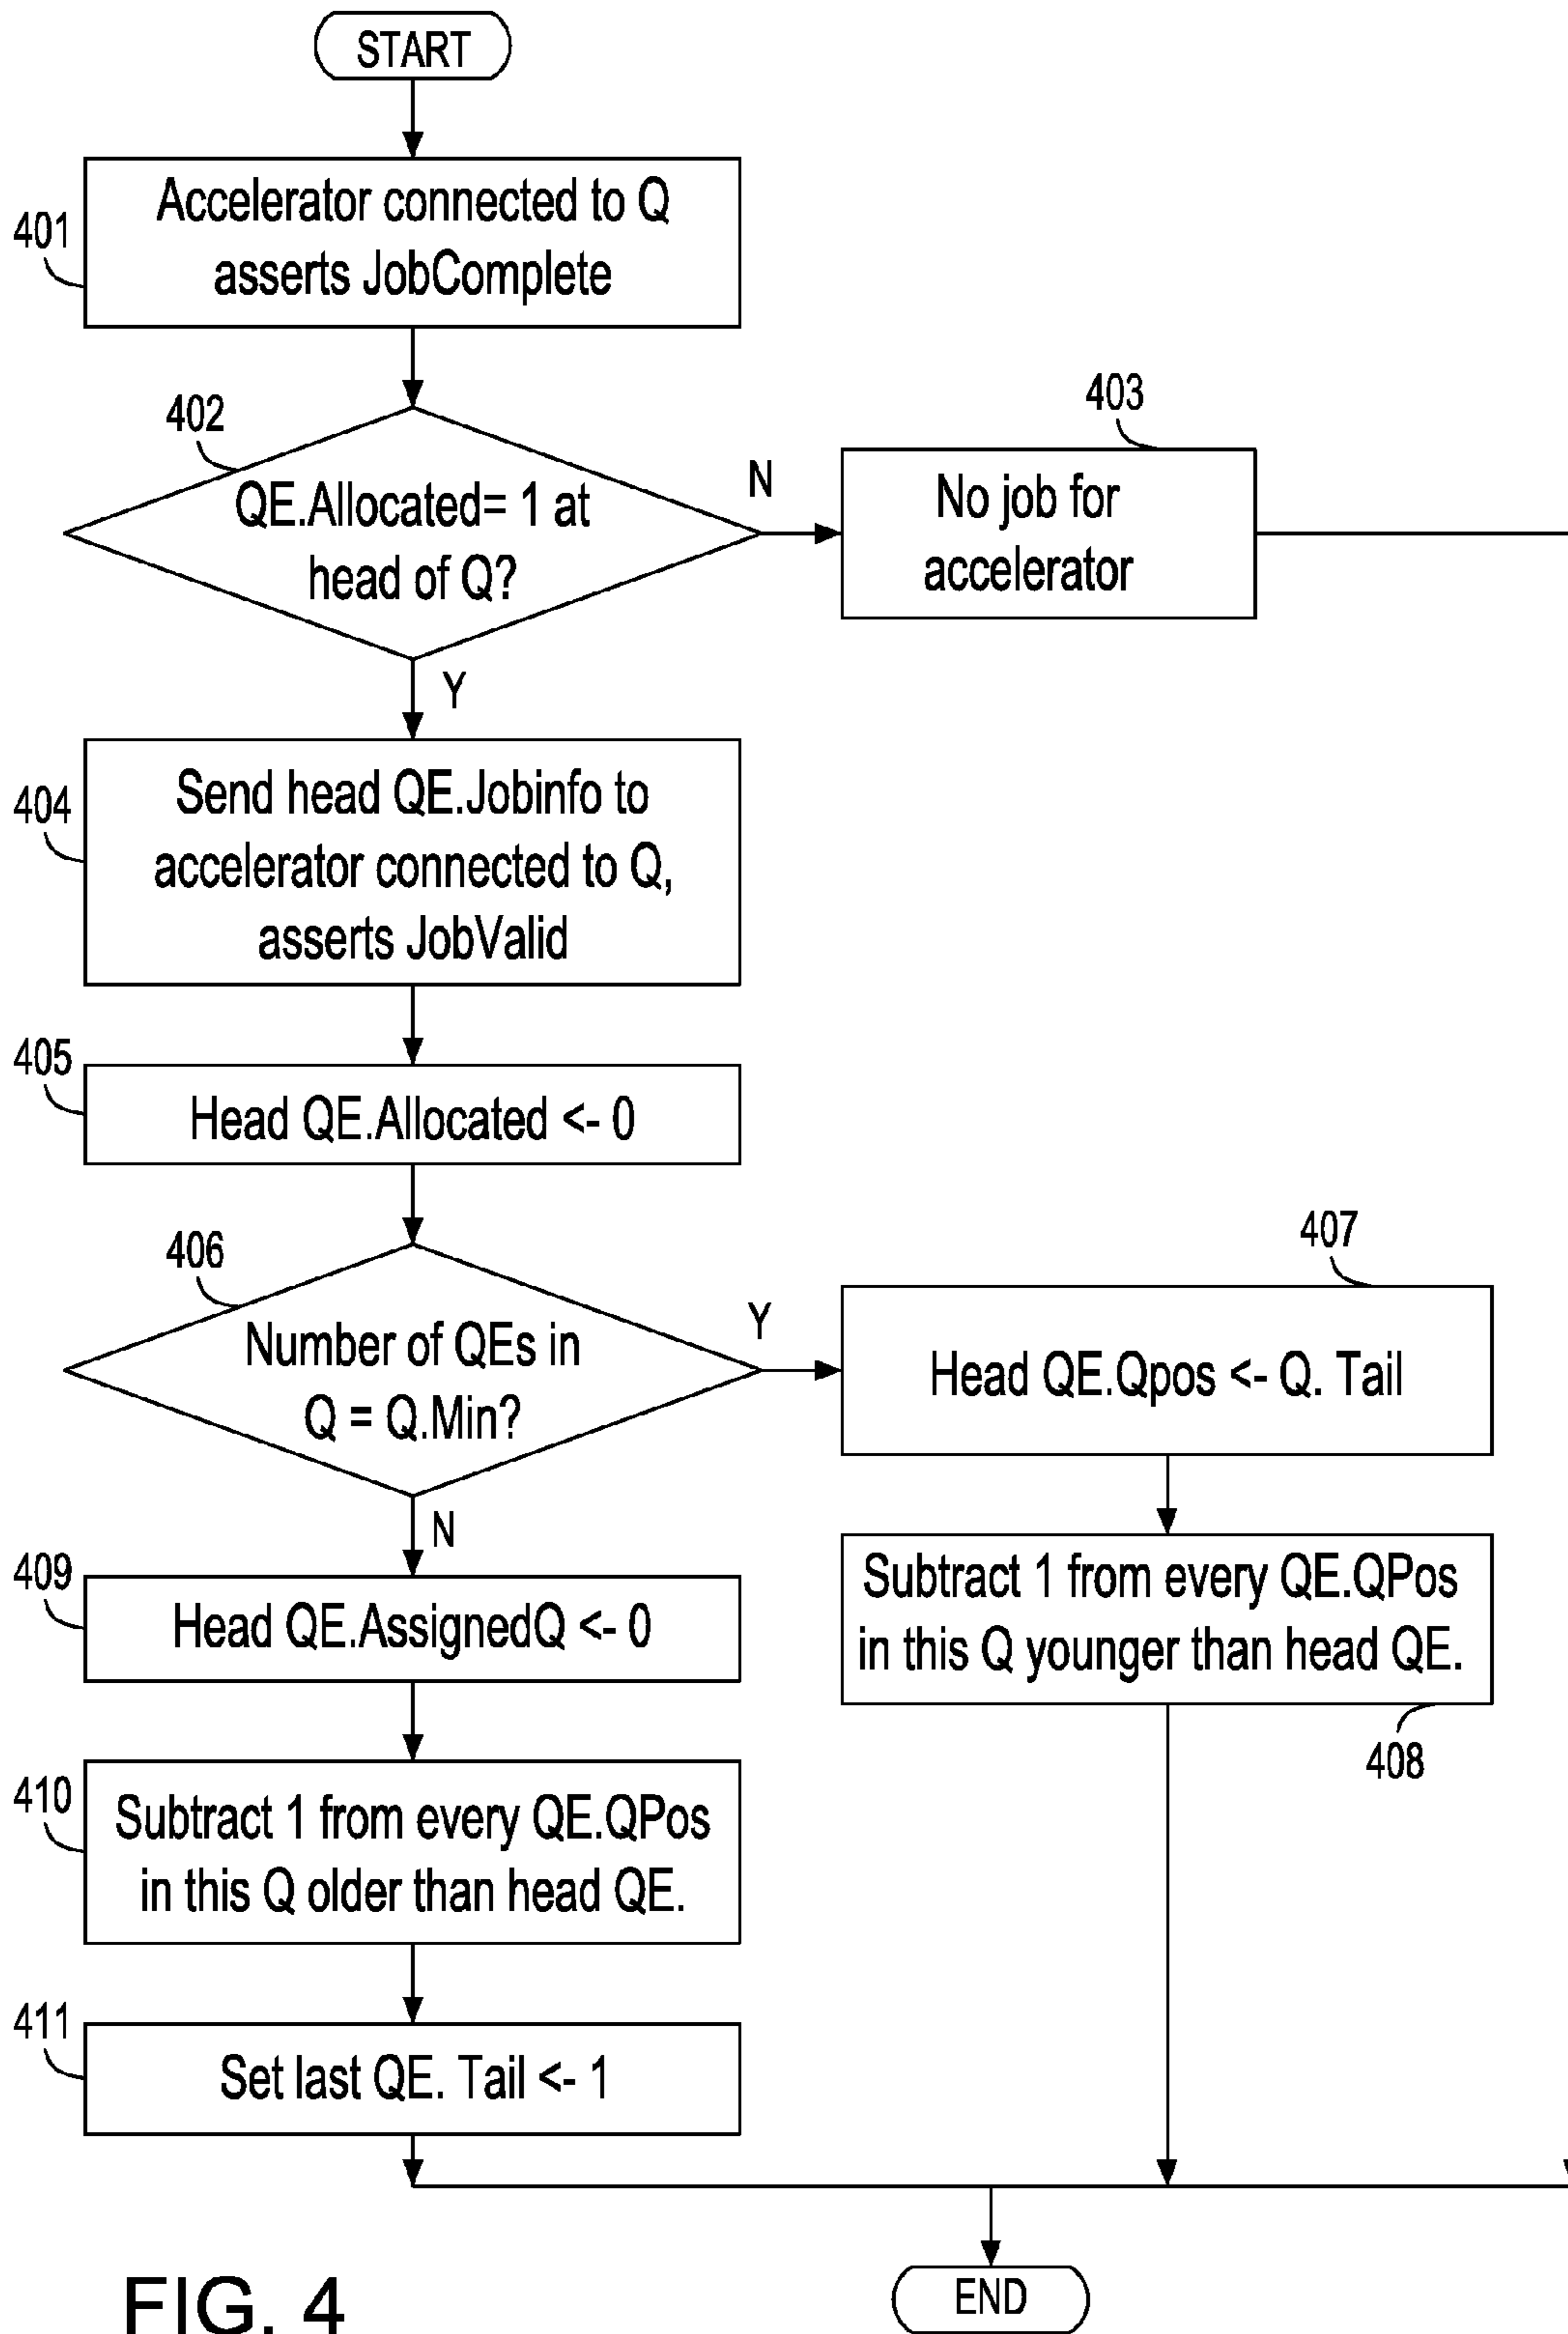 START
401
Accelerator connected to Q
asserts JobComplete
402
QE.Allocated= 1 at
head of Q?
N
403
No job for
accelerator
Y
404
Send head QE.Jobinfo to
accelerator connected to Q,
asserts JobValid
405
Head QE.Allocated <- 0
406
Number of QEs in
Q = Q.Min?
Y
407
Head QE.Qpos <- Q. Tail
N
408
Subtract 1 from every QE.QPos
in this Q younger than head QE.
409
Head QE.AssignedQ <- 0
410
Subtract 1 from every QE.QPos
in this Q older than head QE.
411
Set last QE. Tail <- 1
END
FIG. 4